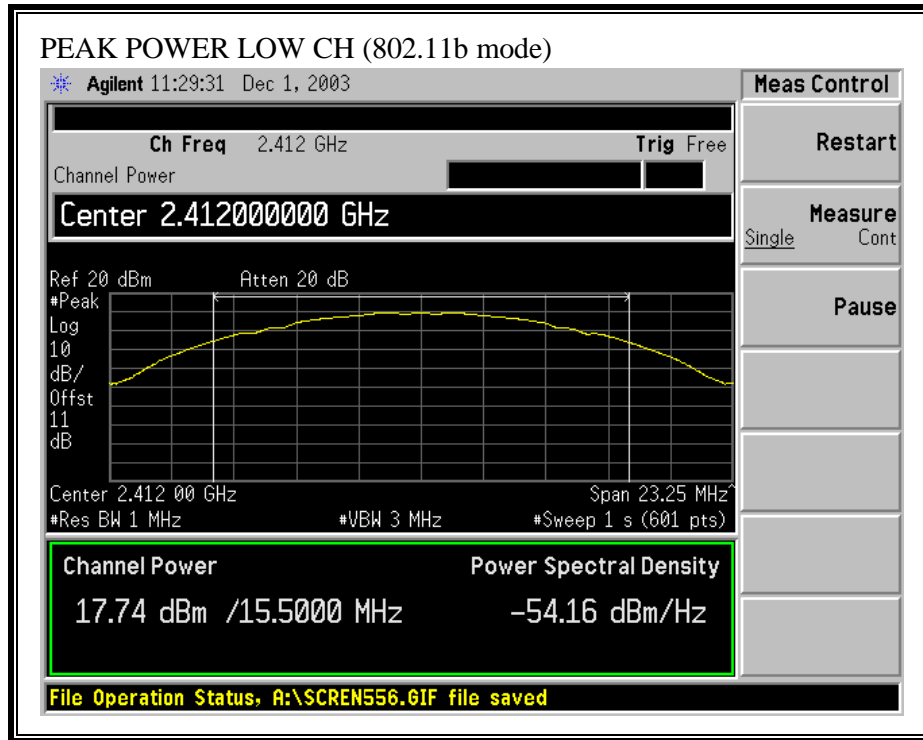 PEAK POWER LOW CH (802.11b mode)
Agilent 11:29:31 Dec 1, 2003
Meas Control
Ch Freq 2.412 GHz Trig Free
Channel Power
Center 2.412000000 GHz
Restart
Measure
Single Cont
Pause
Ref 20 dBm Atten 20 dB
#Peak
Log
10
dB/
Offst
11
dB
Center 2.412 00 GHz Span 23.25 MHz^
#Res BW 1 MHz #VBW 3 MHz #Sweep 1 s (601 pts)
Channel Power Power Spectral Density
17.74 dBm /15.5000 MHz -54.16 dBm/Hz
File Operation Status, A:\SCREN556.GIF file saved